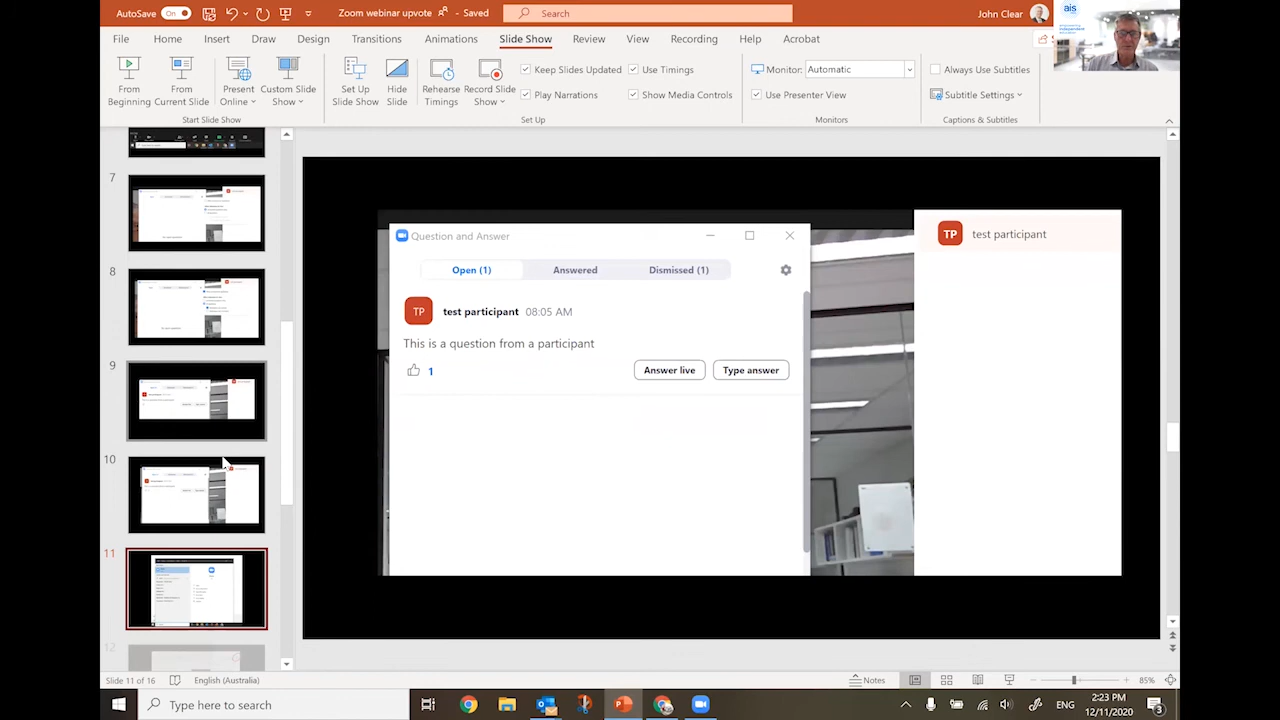 AutoSave On Zoom webinar upvote Saved Search John Clear
ais
File Home Insert Draw Design Slide Show Review View Recording Help Acrobat
From Beginning
From Current Slide
Present Online
Custom Slide Show
Set Up Slide Show
Hide Slide
Rehearse Timings
Record Slide Show
Keep Slides Updated
Play Narrations
Use Timings
Show Media Controls
Monitor: Automatic
Use Presenter View
Always Use Subtitles
Subtitle Settings
Start Slide Show
Set Up
Monitors
Captions & Subtitles
7
8
9
10
11
12
Question and Answer
Open (1) Answered Dismissed (1)
TP test participant 08:05 AM
This is a question from a participant
1 Answer live Type answer
TP test participant
Slide 11 of 16 English (Australia) Notes 85%
Type here to search ENG
2:23 PM
12/11/2020
3